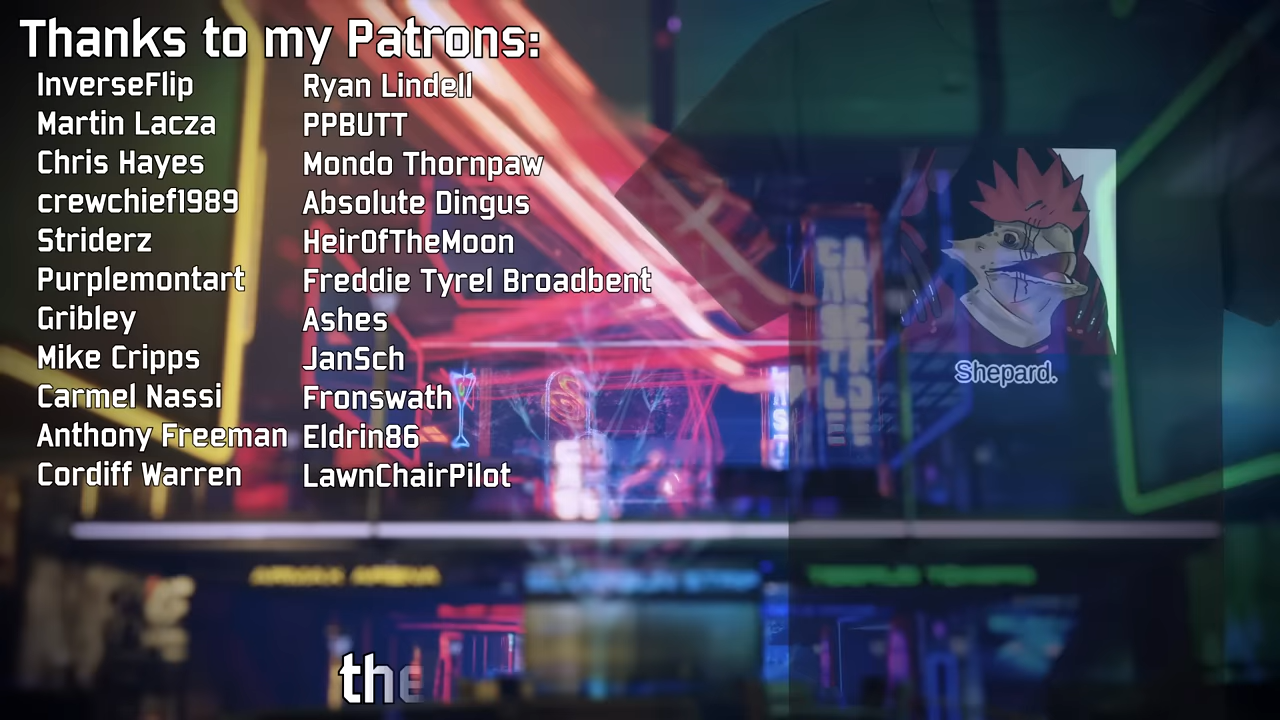 Thanks to my Patrons:
InverseFlip
Martin Lacza
Chris Hayes
crewchief1989
Striderz
Purplemontart
Gribley
Mike Cripps
Carmel Nassi
Anthony Freeman
Cordiff Warren
Ryan Lindell
PPBUTT
Mondo Thornpaw
Absolute Dingus
HeirOfTheMoon
Freddie Tyrel Broadbent
Ashes
JanSch
Fronswath
Eldrin86
LawnChairPilot
CASTLE
ARCADE
Shepard.
the